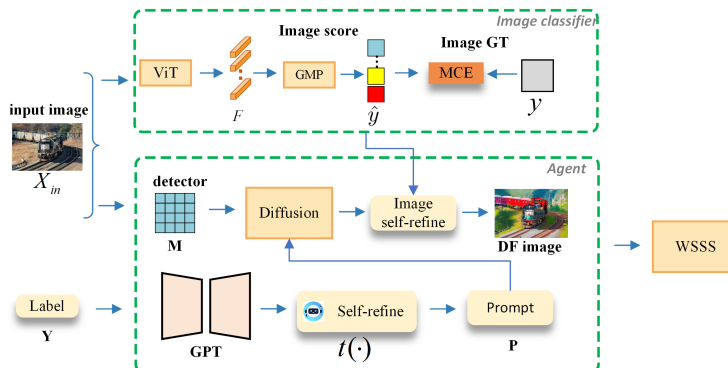 Image classifier
Image score
Image GT
ViT
GMP
MCE
F
ŷ
y
input image
X_in
Agent
detector
M
Diffusion
Image
self-refine
DF image
WSSS
Label
Y
GPT
Self-refine
t(·)
Prompt
P